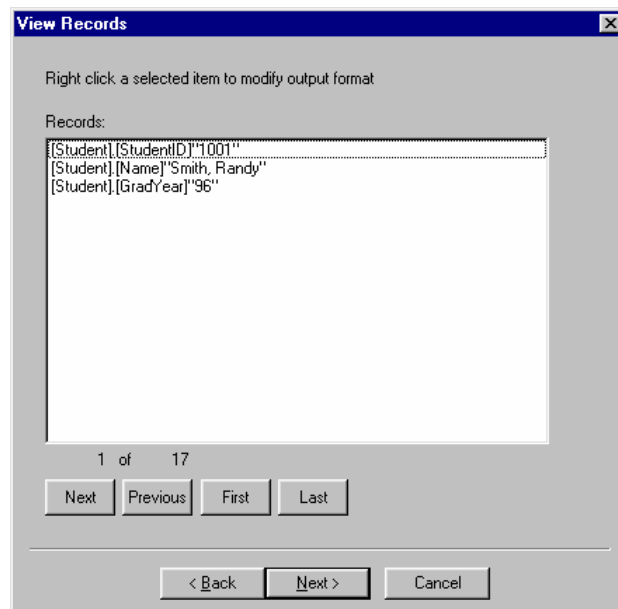 View Records
Right click a selected item to modify output format
Records:
[Student].[StudentID]"1001"
[Student].[Name]"Smith, Randy"
[Student].[GradYear]"96"
1 of 17
Next Previous First Last
< Back Next > Cancel